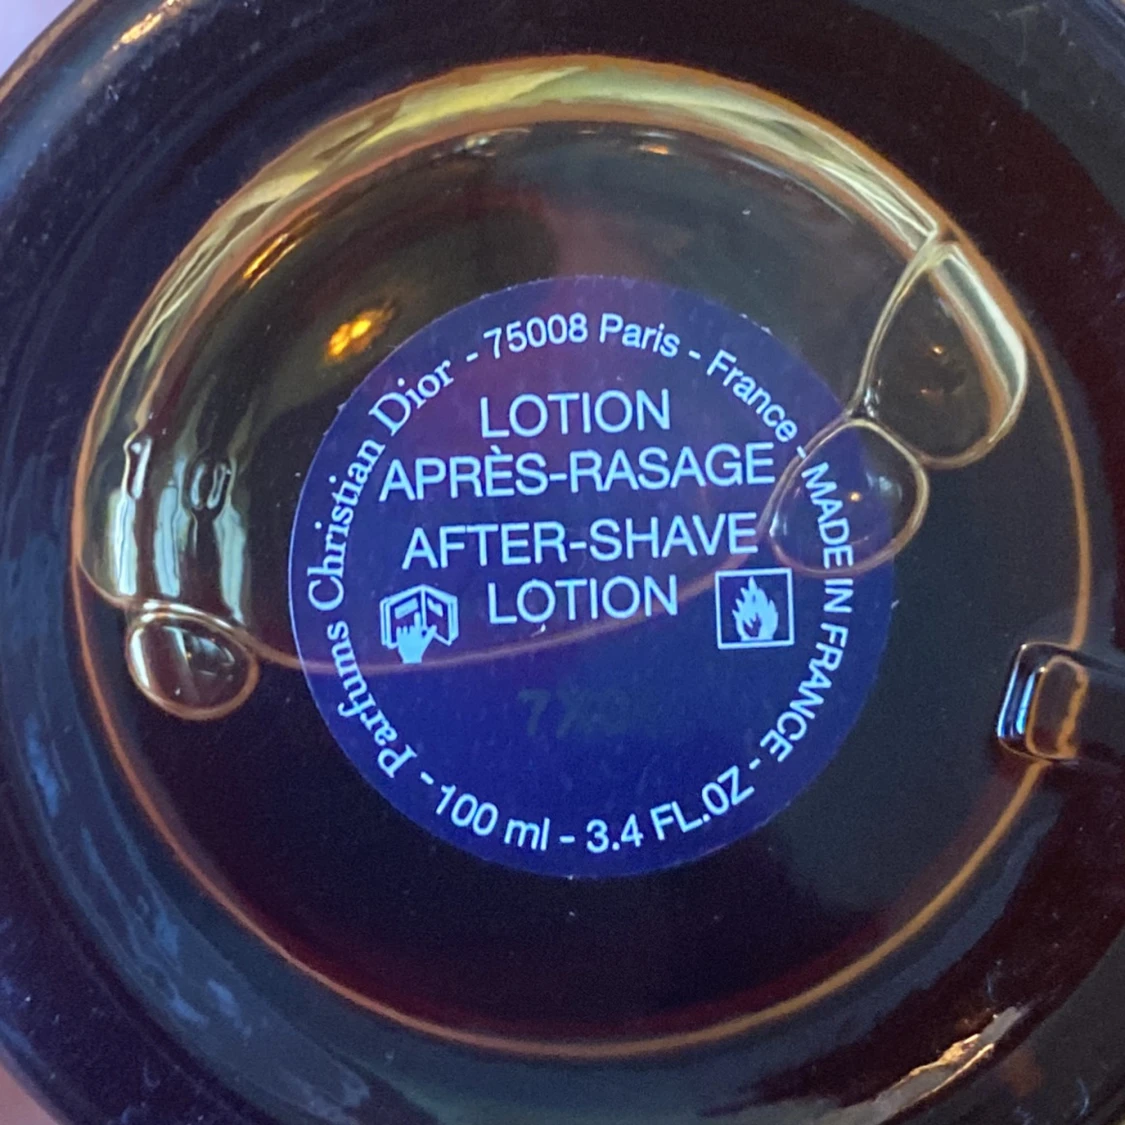 Parfums Christian Dior - 75008 Paris - France - MADE IN FRANCE - 100 ml - 3.4 FL.OZ -
LOTION
APRÈS-RASAGE
AFTER-SHAVE
LOTION